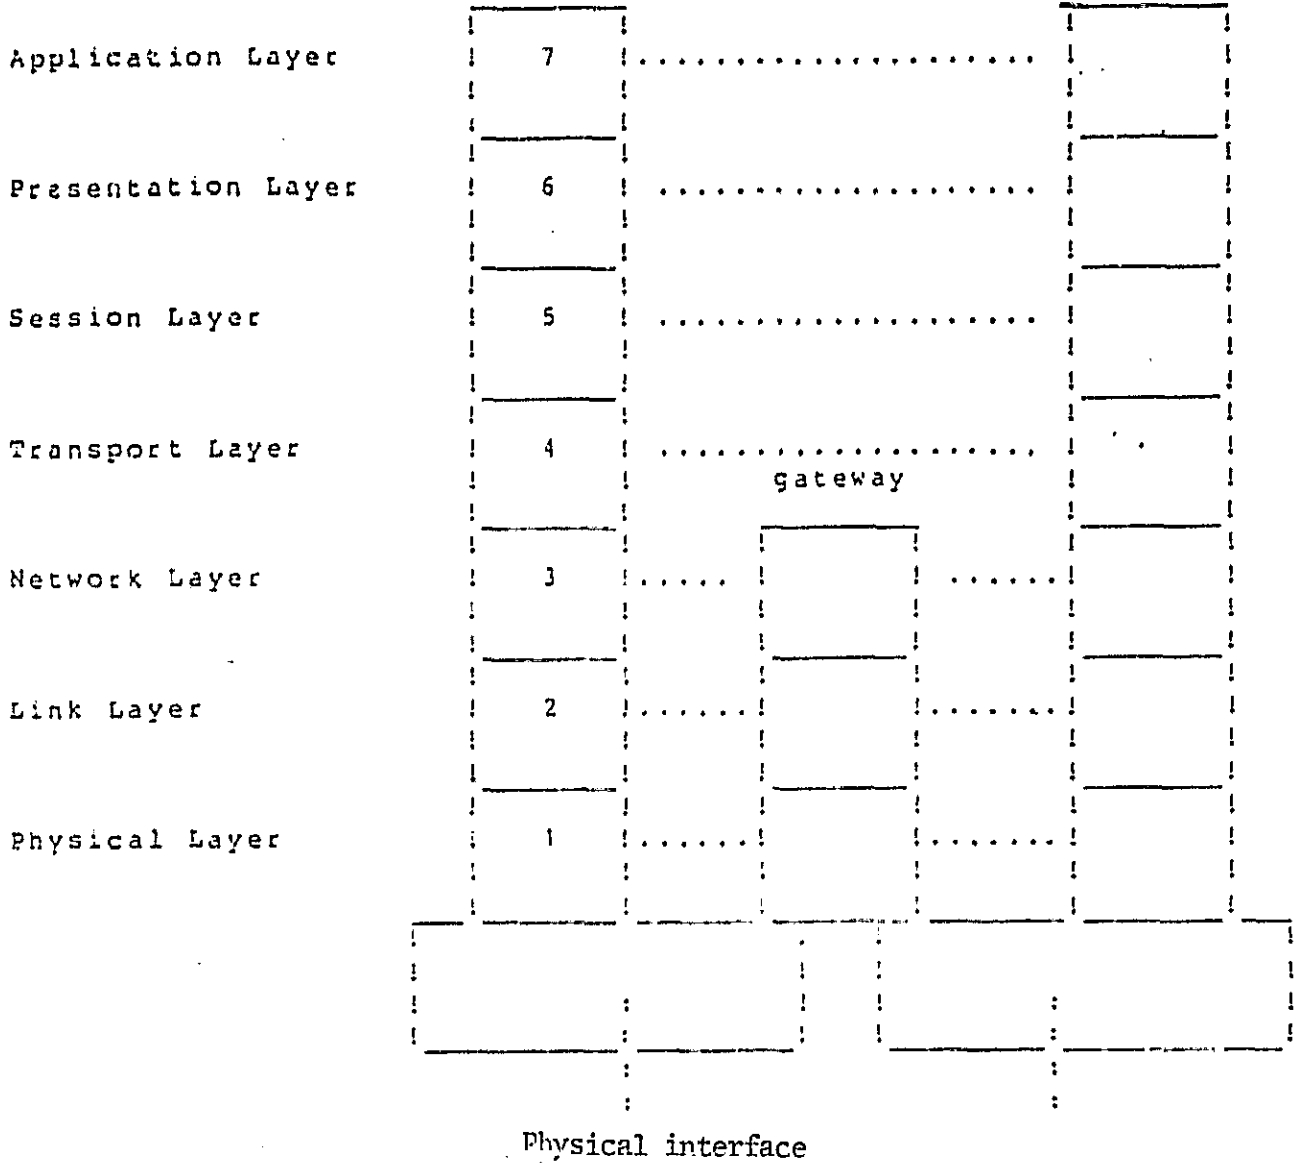 Application Layer 7
Presentation Layer 6
Session Layer 5
Transport Layer 4
gateway
Network Layer 3
Link Layer 2
Physical Layer 1
Physical interface